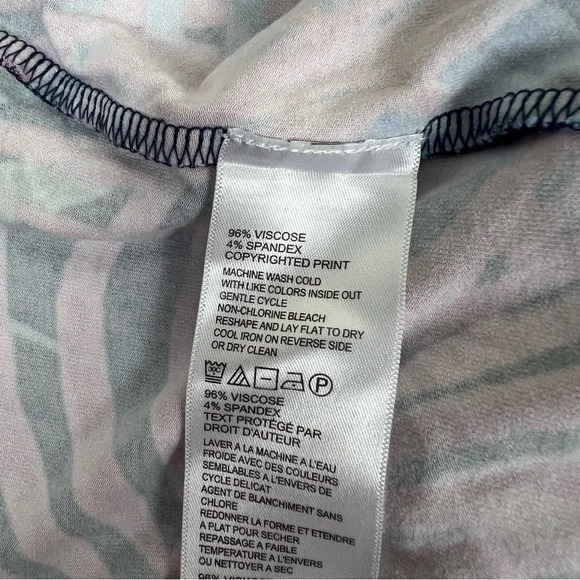 96% VISCOSE
4% SPANDEX
COPYRIGHTED PRINT
MACHINE WASH COLD
WITH LIKE COLORS INSIDE OUT
GENTLE CYCLE
NON-CHLORINE BLEACH
RESHAPE AND LAY FLAT TO DRY
COOL IRON ON REVERSE SIDE
OR DRY CLEAN
30C P
96% VISCOSE
4% SPANDEX
TEXT PROTÉGÉ PAR
DROIT D'AUTEUR
LAVER A LA MACHINE A L'EAU
FROIDE AVEC DES COULEURS
SEMBLABLES A L'ENVERS DE
CYCLE DELICAT
AGENT DE BLANCHIMENT SANS
CHLORE
REDONNER LA FORME ET ETENDRE
A PLAT POUR SECHER
REPASSAGE A FAIBLE
TEMPERATURE A L'ENVERS
OU NETTOYER A SEC